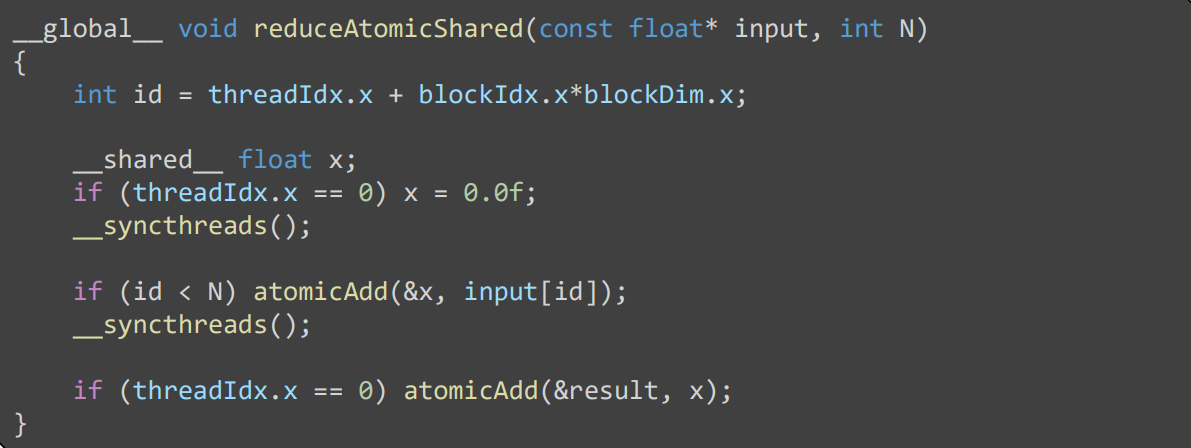 __global__ void reduceAtomicShared(const float* input, int N)
{
    int id = threadIdx.x + blockIdx.x*blockDim.x;

    __shared__ float x;
    if (threadIdx.x == 0) x = 0.0f;
    __syncthreads();

    if (id < N) atomicAdd(&x, input[id]);
    __syncthreads();

    if (threadIdx.x == 0) atomicAdd(&result, x);
}